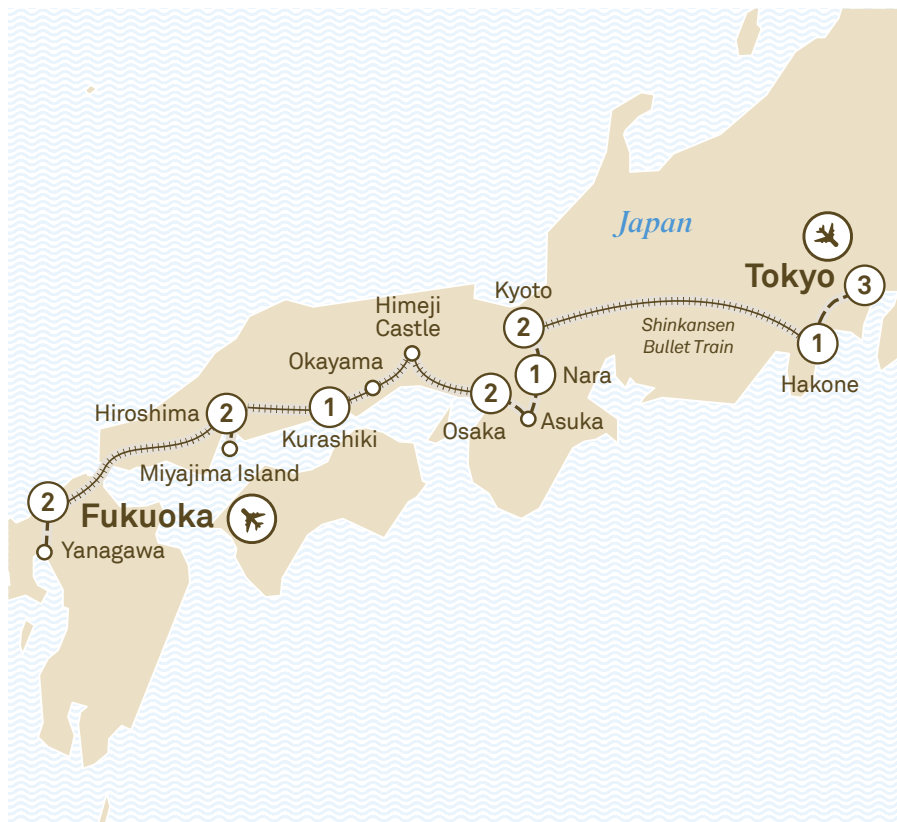 Japan
Tokyo
3
Kyoto
Himeji
Castle
2
Shinkansen
Bullet Train
1
Okayama
1
Nara
Hakone
2
Hiroshima
2
1
Osaka
Asuka
Kurashiki
Miyajima Island
2
Fukuoka
Yanagawa